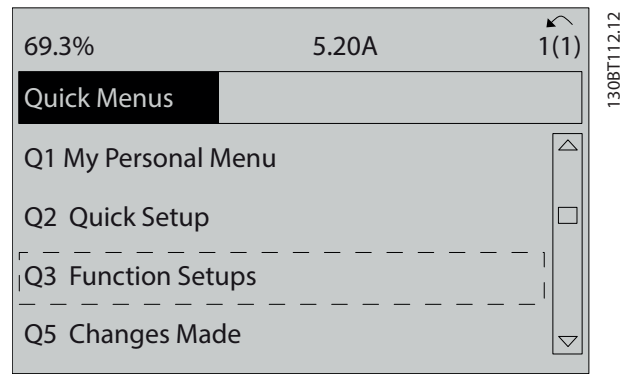 69.3% 5.20A 1(1)
Quick Menus
Q1 My Personal Menu
Q2 Quick Setup
Q3 Function Setups
Q5 Changes Made
130BT112.12